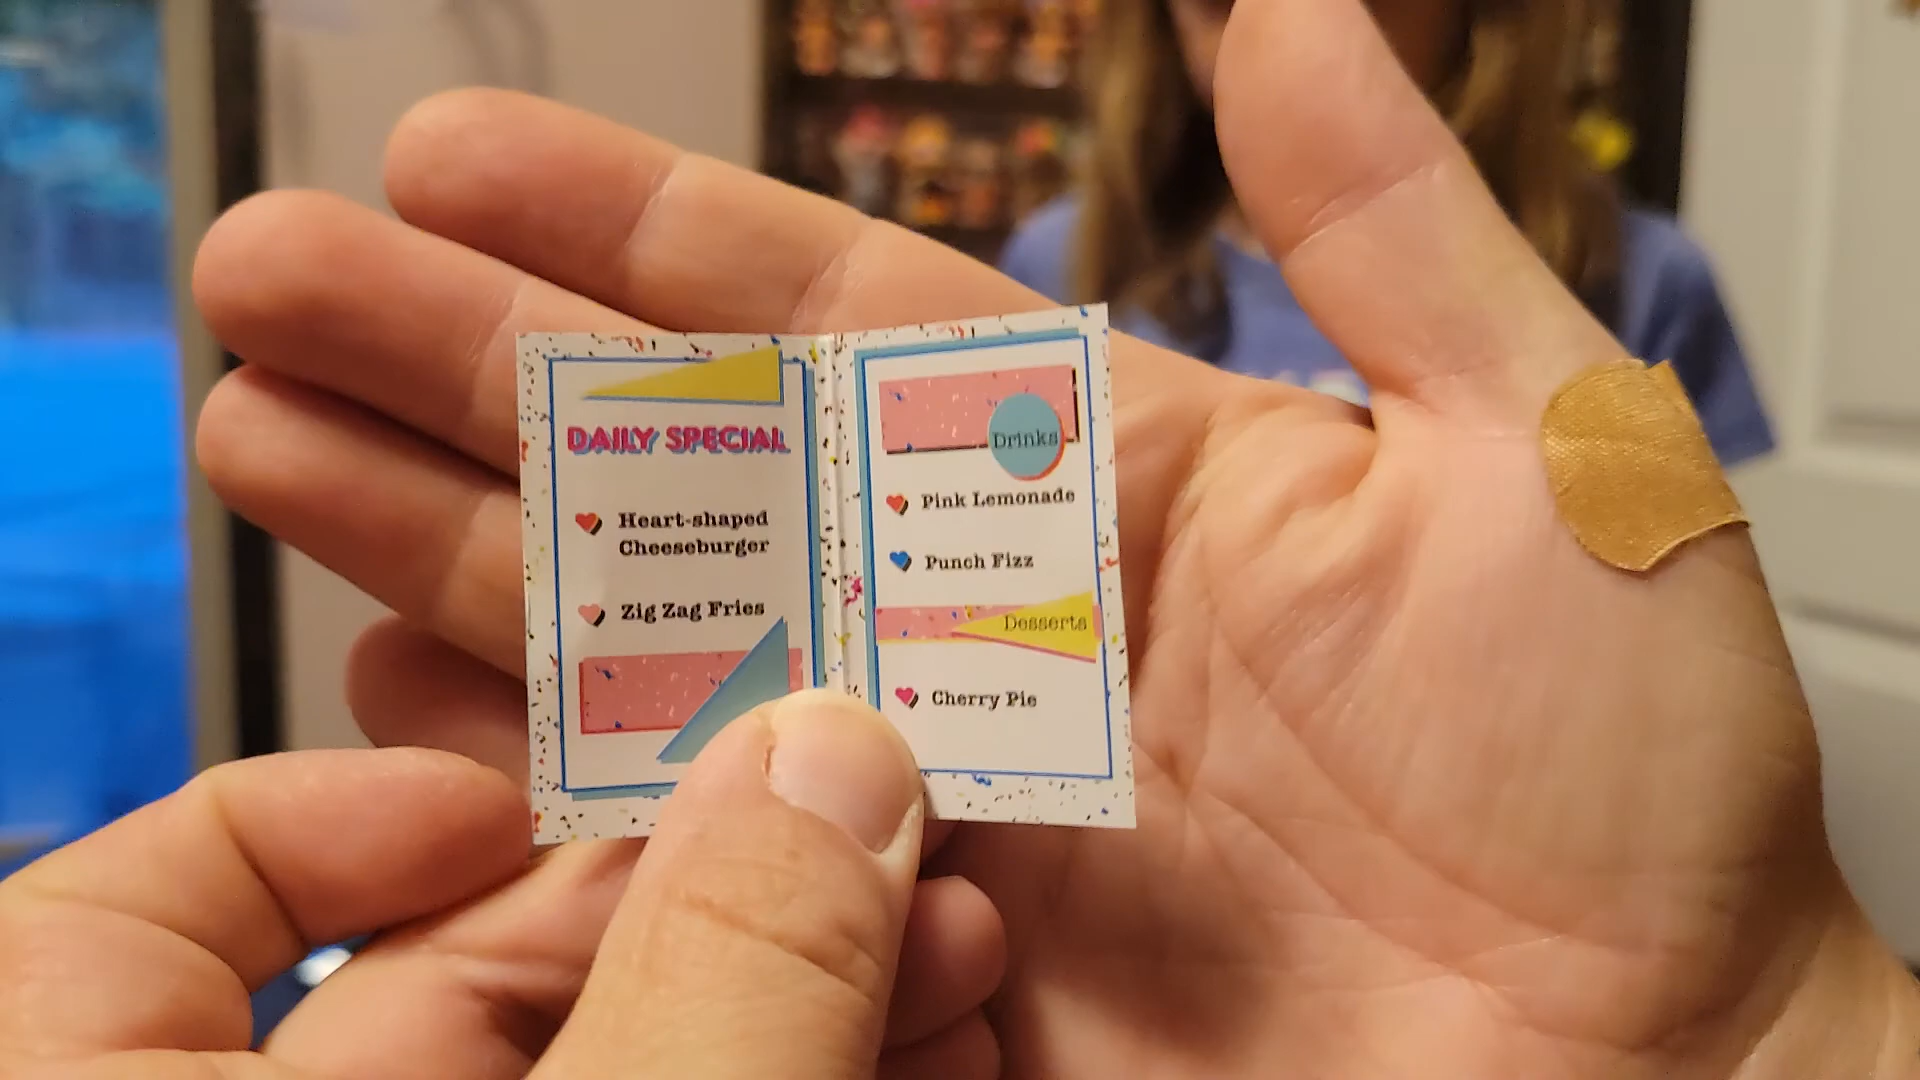 DAILY SPECIAL
Heart-shaped
Cheeseburger
Zig Zag Fries
Drinks
Pink Lemonade
Punch Fizz
Desserts
Cherry Pie